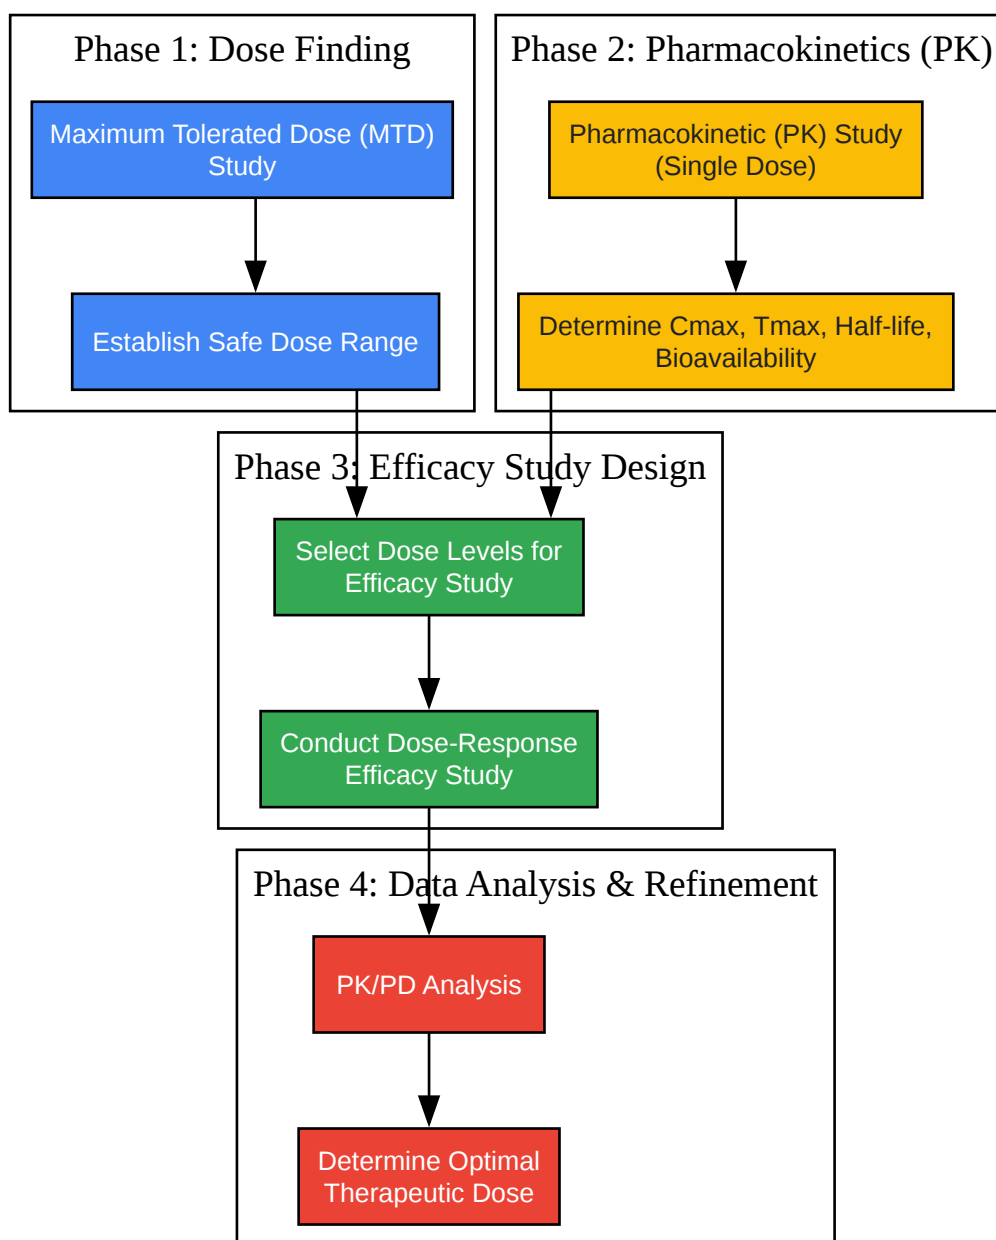 Phase 1: Dose Finding
Maximum Tolerated Dose (MTD)
Study
Establish Safe Dose Range
Phase 2: Pharmacokinetics (PK)
Pharmacokinetic (PK) Study
(Single Dose)
Determine Cmax, Tmax, Half-life,
Bioavailability
Phase 3: Efficacy Study Design
Select Dose Levels for
Efficacy Study
Conduct Dose-Response
Efficacy Study
Phase 4: Data Analysis & Refinement
PK/PD Analysis
Determine Optimal
Therapeutic Dose